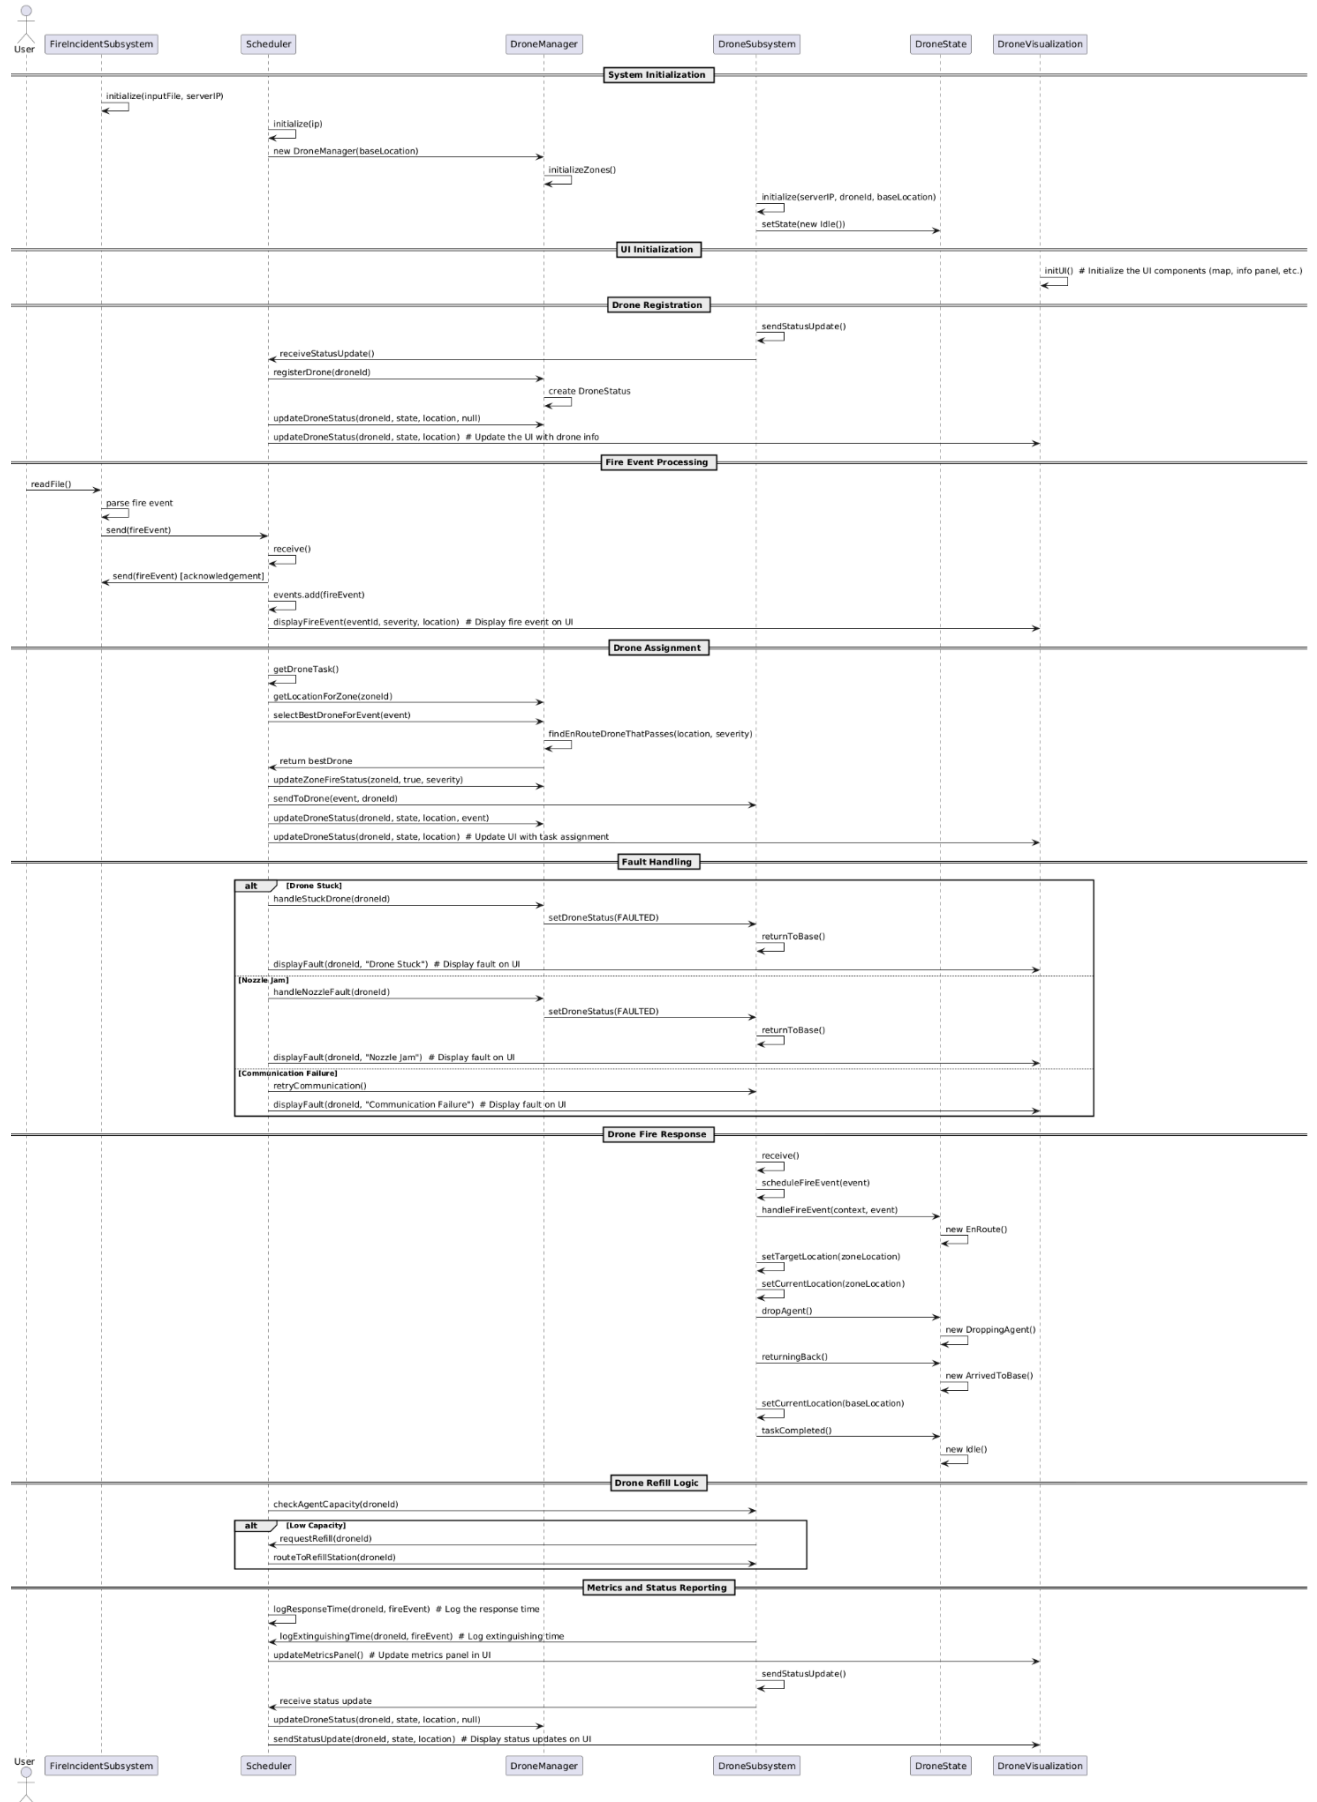 User
FireIncidentSubsystem
Scheduler
DroneManager
DroneSubsystem
DroneState
DroneVisualization
System Initialization
initialize(inputFile, serverIP)
initialize(ip)
new DroneManager(baseLocation)
initializeZones()
initialize(serverIP, droneId, baseLocation)
setState(new Idle())
UI Initialization
initUI()  # Initialize the UI components (map, info panel, etc.)
Drone Registration
sendStatusUpdate()
receiveStatusUpdate()
registerDrone(droneId)
create DroneStatus
updateDroneStatus(droneId, state, location, null)
updateDroneStatus(droneId, state, location)  # Update the UI with drone info
Fire Event Processing
readFile()
parse fire event
send(fireEvent)
receive()
send(fireEvent) [acknowledgement]
events.add(fireEvent)
displayFireEvent(eventId, severity, location)  # Display fire event on UI
Drone Assignment
getDroneTask()
getLocationForZone(zoneId)
selectBestDroneForEvent(event)
findEnRouteDroneThatPasses(location, severity)
return bestDrone
updateZoneFireStatus(zoneId, true, severity)
sendToDrone(event, droneId)
updateDroneStatus(droneId, state, location, event)
updateDroneStatus(droneId, state, location)  # Update UI with task assignment
Fault Handling
alt [Drone Stuck]
handleStuckDrone(droneId)
setDroneStatus(FAULTED)
returnToBase()
displayFault(droneId, "Drone Stuck")  # Display fault on UI
[Nozzle Jam]
handleNozzleFault(droneId)
setDroneStatus(FAULTED)
returnToBase()
displayFault(droneId, "Nozzle Jam")  # Display fault on UI
[Communication Failure]
retryCommunication()
displayFault(droneId, "Communication Failure")  # Display fault on UI
Drone Fire Response
receive()
scheduleFireEvent(event)
handleFireEvent(context, event)
new EnRoute()
setTargetLocation(zoneLocation)
setCurrentLocation(zoneLocation)
dropAgent()
new DroppingAgent()
returningBack()
new ArrivedToBase()
setCurrentLocation(baseLocation)
taskCompleted()
new Idle()
Drone Refill Logic
checkAgentCapacity(droneId)
alt [Low Capacity]
requestRefill(droneId)
routeToRefillStation(droneId)
Metrics and Status Reporting
logResponseTime(droneId, fireEvent)  # Log the response time
logExtinguishingTime(droneId, fireEvent)  # Log extinguishing time
updateMetricsPanel()  # Update metrics panel in UI
sendStatusUpdate()
receive status update
updateDroneStatus(droneId, state, location, null)
sendStatusUpdate(droneId, state, location)  # Display status updates on UI
User
FireIncidentSubsystem
Scheduler
DroneManager
DroneSubsystem
DroneState
DroneVisualization